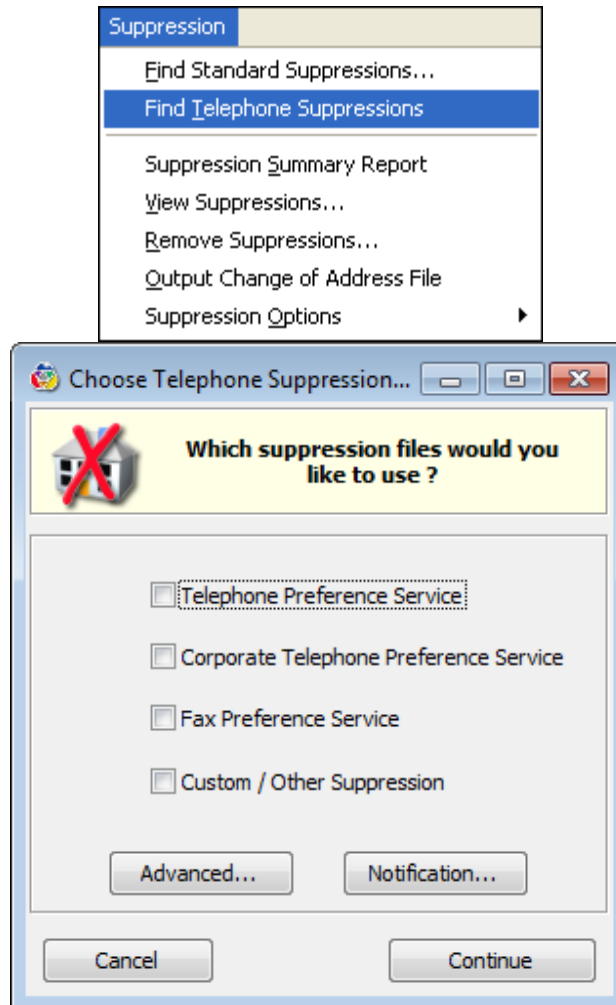 Suppression
Find Standard Suppressions...
Find Telephone Suppressions
Suppression Summary Report
View Suppressions...
Remove Suppressions...
Output Change of Address File
Suppression Options
Choose Telephone Suppression...
Which suppression files would you
like to use ?
Telephone Preference Service
Corporate Telephone Preference Service
Fax Preference Service
Custom / Other Suppression
Advanced... Notification...
Cancel Continue